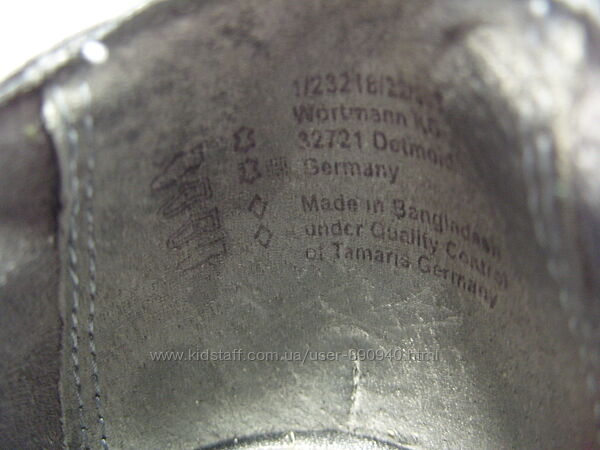 Wortmann KG
32721 Detmold
Germany
Made in Bangladesh
under Quality Control
of Tamaris Germany
www.kidstaff.com.ua/user-890940.html